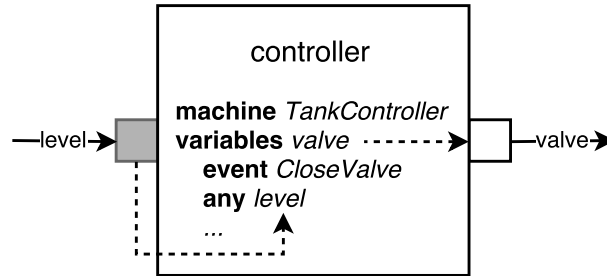 controller
machine TankController
level
variables valve
valve
event CloseValve
any level
...